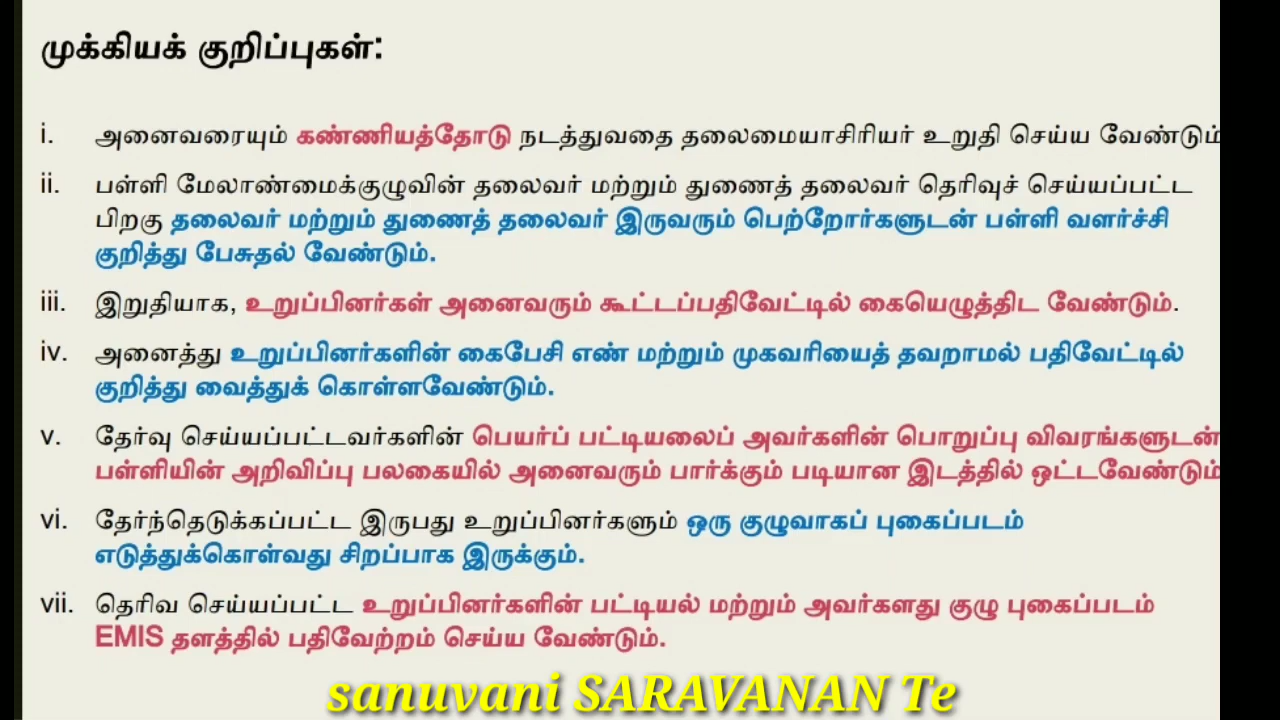 முக்கியக் குறிப்புகள்:
i. அனைவரையும் கண்ணியத்தோடு நடத்துவதை தலைமையாசிரியர் உறுதி செய்ய வேண்டும்
ii. பள்ளி மேலாண்மைக்குழுவின் தலைவர் மற்றும் துணைத் தலைவர் தெரிவுச் செய்யப்பட்ட
பிறகு தலைவர் மற்றும் துணைத் தலைவர் இருவரும் பெற்றோர்களுடன் பள்ளி வளர்ச்சி
குறித்து பேசுதல் வேண்டும்.
iii. இறுதியாக, உறுப்பினர்கள் அனைவரும் கூட்டப்பதிவேட்டில் கையெழுத்திட வேண்டும்.
iv. அனைத்து உறுப்பினர்களின் கைபேசி எண் மற்றும் முகவரியைத் தவறாமல் பதிவேட்டில்
குறித்து வைத்துக் கொள்ளவேண்டும்.
v. தேர்வு செய்யப்பட்டவர்களின் பெயர்ப் பட்டியலைப் அவர்களின் பொறுப்பு விவரங்களுடன்
பள்ளியின் அறிவிப்பு பலகையில் அனைவரும் பார்க்கும் படியான இடத்தில் ஒட்டவேண்டும்
vi. தேர்ந்தெடுக்கப்பட்ட இருபது உறுப்பினர்களும் ஒரு குழுவாகப் புகைப்படம்
எடுத்துக்கொள்வது சிறப்பாக இருக்கும்.
vii. தெரிவ செய்யப்பட்ட உறுப்பினர்களின் பட்டியல் மற்றும் அவர்களது குழு புகைப்படம்
EMIS தளத்தில் பதிவேற்றம் செய்ய வேண்டும்.
sanuvani SARAVANAN Te